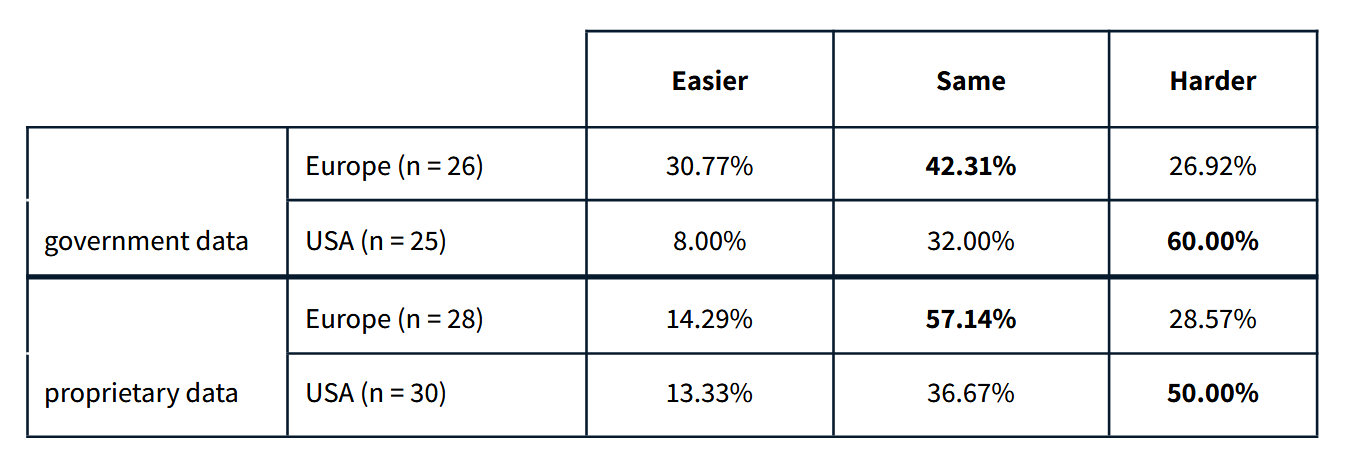 Easier Same Harder
Europe (n = 26) 30.77% 42.31% 26.92%
government data USA (n = 25) 8.00% 32.00% 60.00%
Europe (n = 28) 14.29% 57.14% 28.57%
proprietary data USA (n = 30) 13.33% 36.67% 50.00%